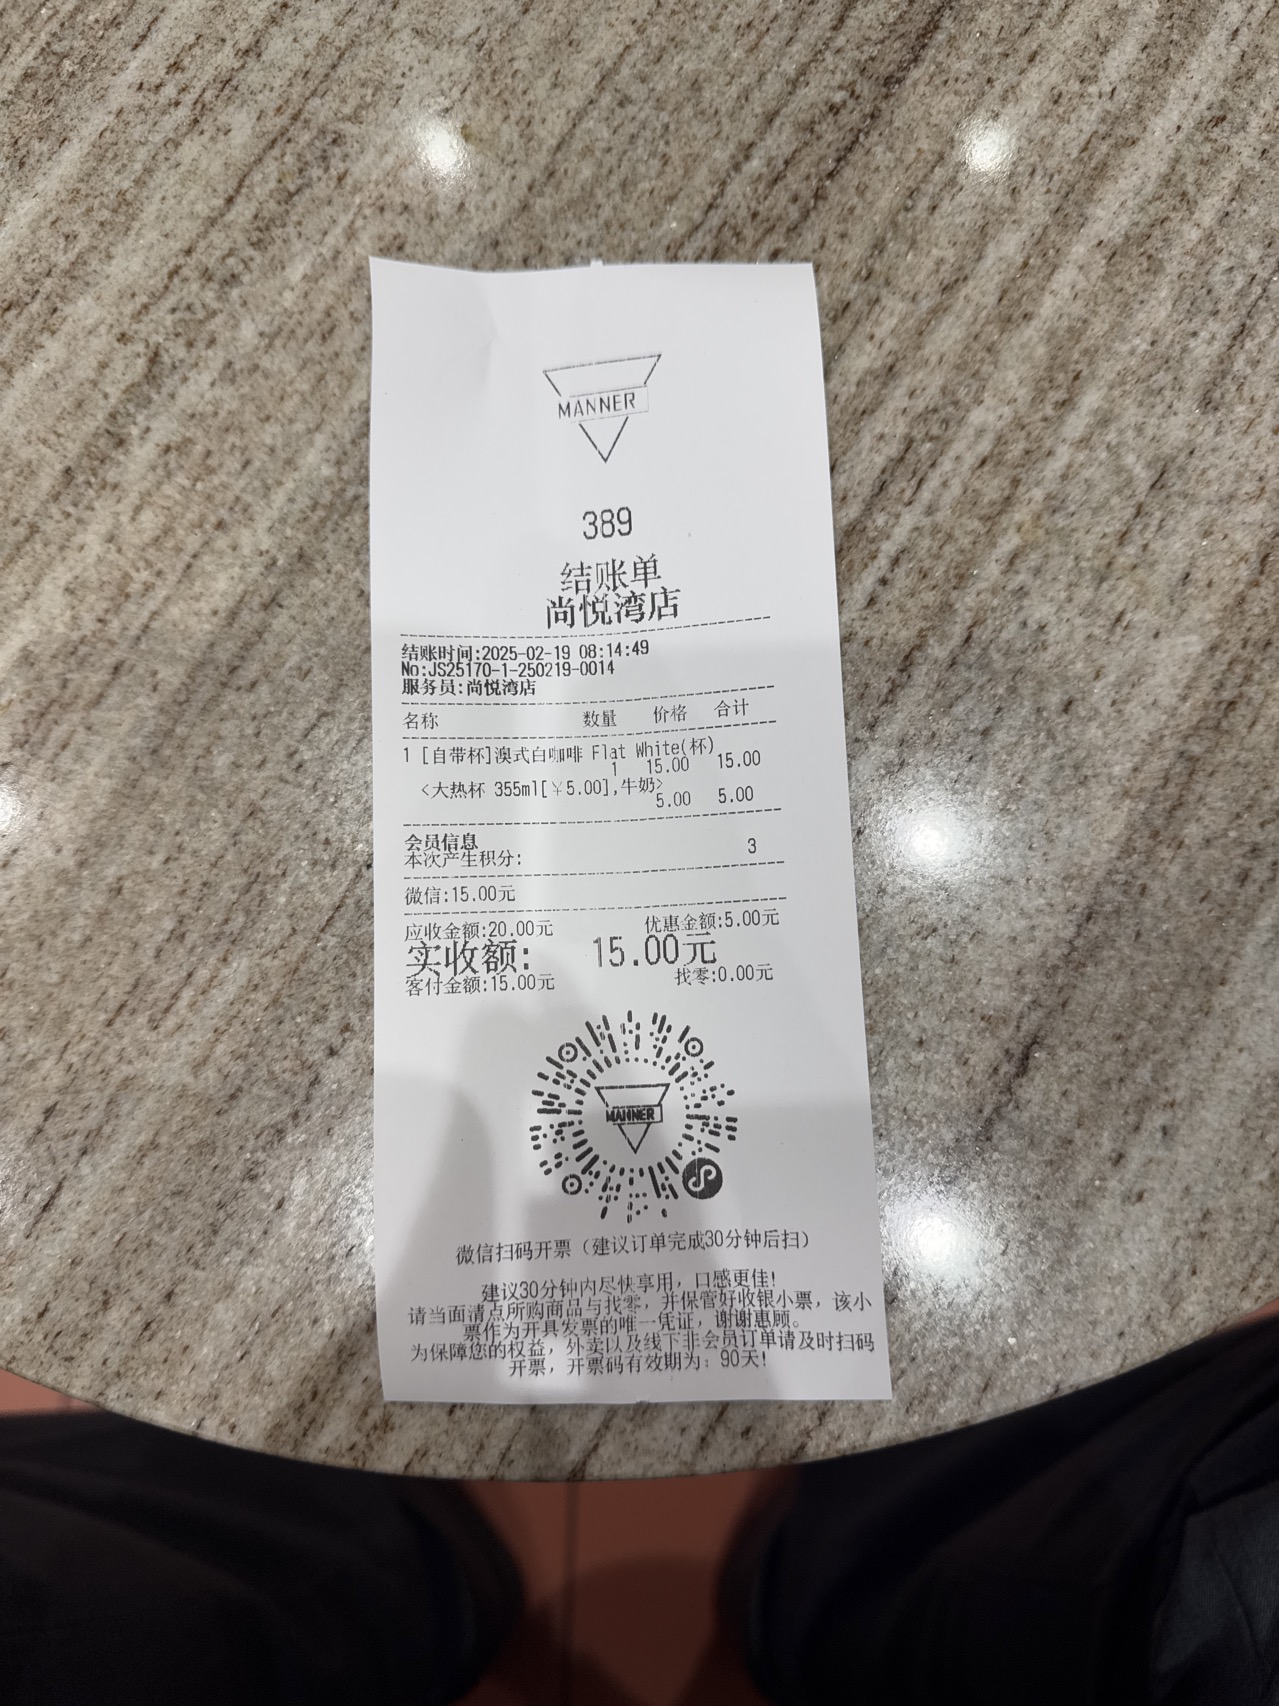 MANNER
389
结账单
尚悦湾店
结账时间:2025-02-19 08:14:49
No:JS25170-1-250219-0014
服务员:尚悦湾店
名称 数量 价格 合计
1 [自带杯]澳式白咖啡 Flat White(杯)
1 15.00 15.00
<大热杯 355ml[￥5.00],牛奶>
5.00 5.00
会员信息
本次产生积分: 3
微信:15.00元
应收金额:20.00元 优惠金额:5.00元
实收额: 15.00元
客付金额:15.00元 找零:0.00元
MANNER
微信扫码开票（建议订单完成30分钟后扫）
建议30分钟内尽快享用，口感更佳!
请当面清点所购商品与找零，并保管好收银小票，该小
票作为开具发票的唯一凭证，谢谢惠顾。
为保障您的权益，外卖以及线下非会员订单请及时扫码
开票，开票码有效期为：90天!